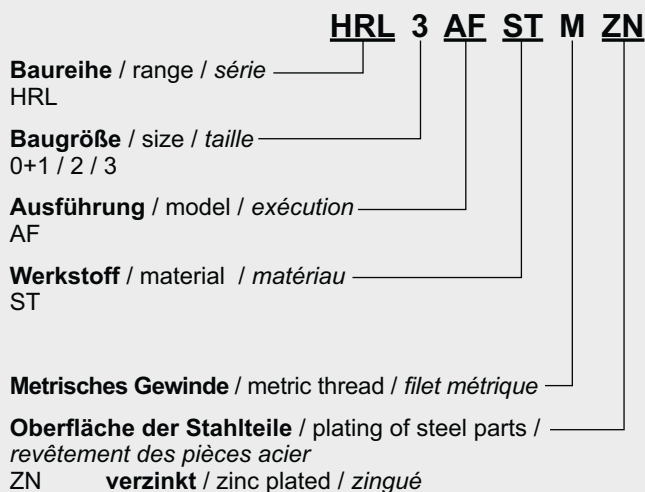 HRL 3 AF ST M ZN
Baureihe / range / série
HRL
Baugröße / size / taille
0+1 / 2 / 3
Ausführung / model / exécution
AF
Werkstoff / material / matériau
ST
Metrisches Gewinde / metric thread / filet métrique
Oberfläche der Stahlteile / plating of steel parts /
revêtement des pièces acier
ZN verzinkt / zinc plated / zingué